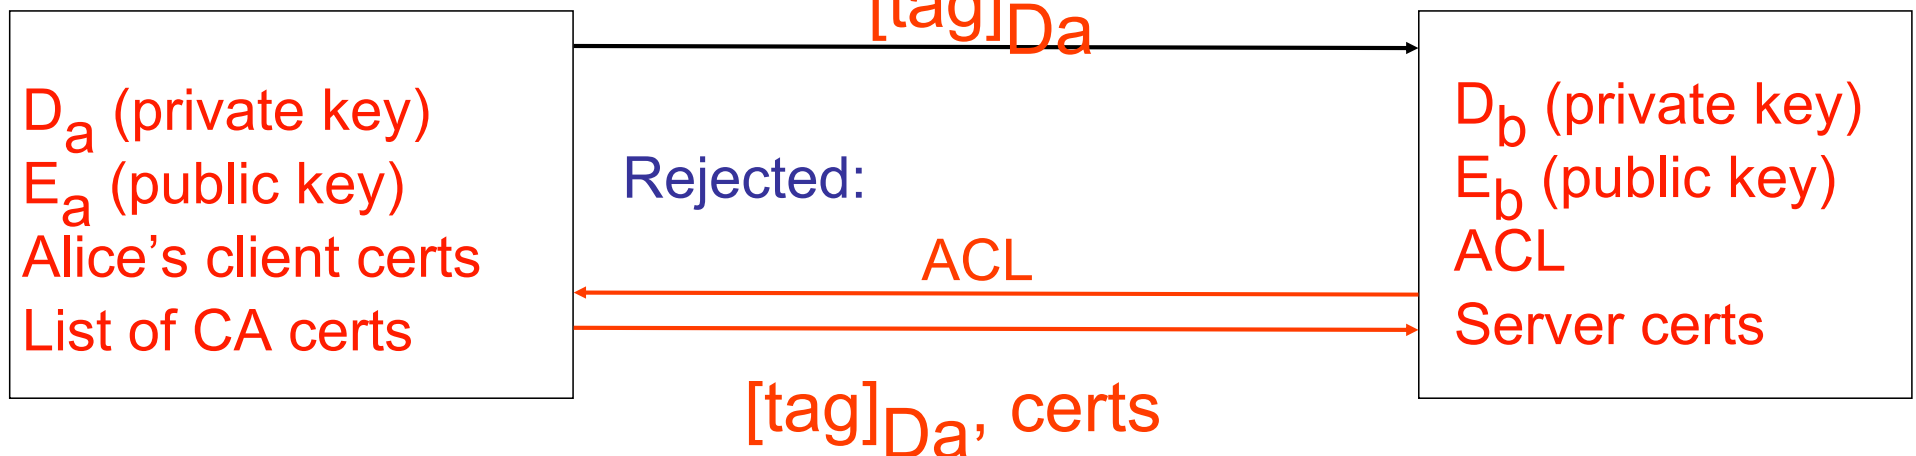 [tag]Da
Da (private key)
Ea (public key)
Alice’s client certs
List of CA certs
Rejected:
ACL
[tag]Da, certs
Db (private key)
Eb (public key)
ACL
Server certs